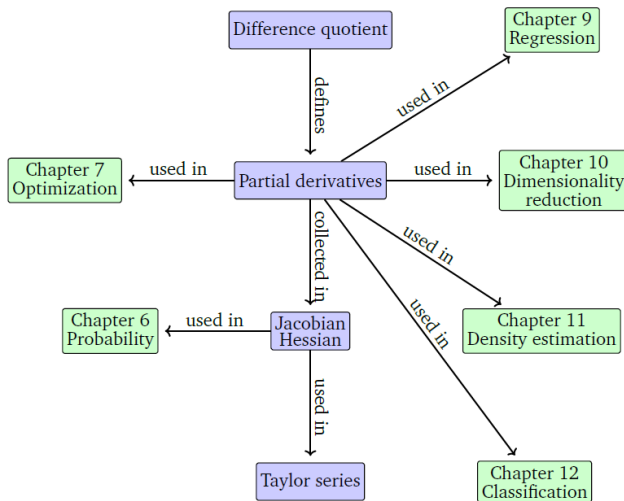 Difference quotient
Chapter 9
Regression
defines
used in
Chapter 7
Optimization
used in
Partial derivatives
used in
Chapter 10
Dimensionality
reduction
collected in
used in
used in
Chapter 6
Probability
used in
Jacobian
Hessian
Chapter 11
Density estimation
used in
Taylor series
Chapter 12
Classification